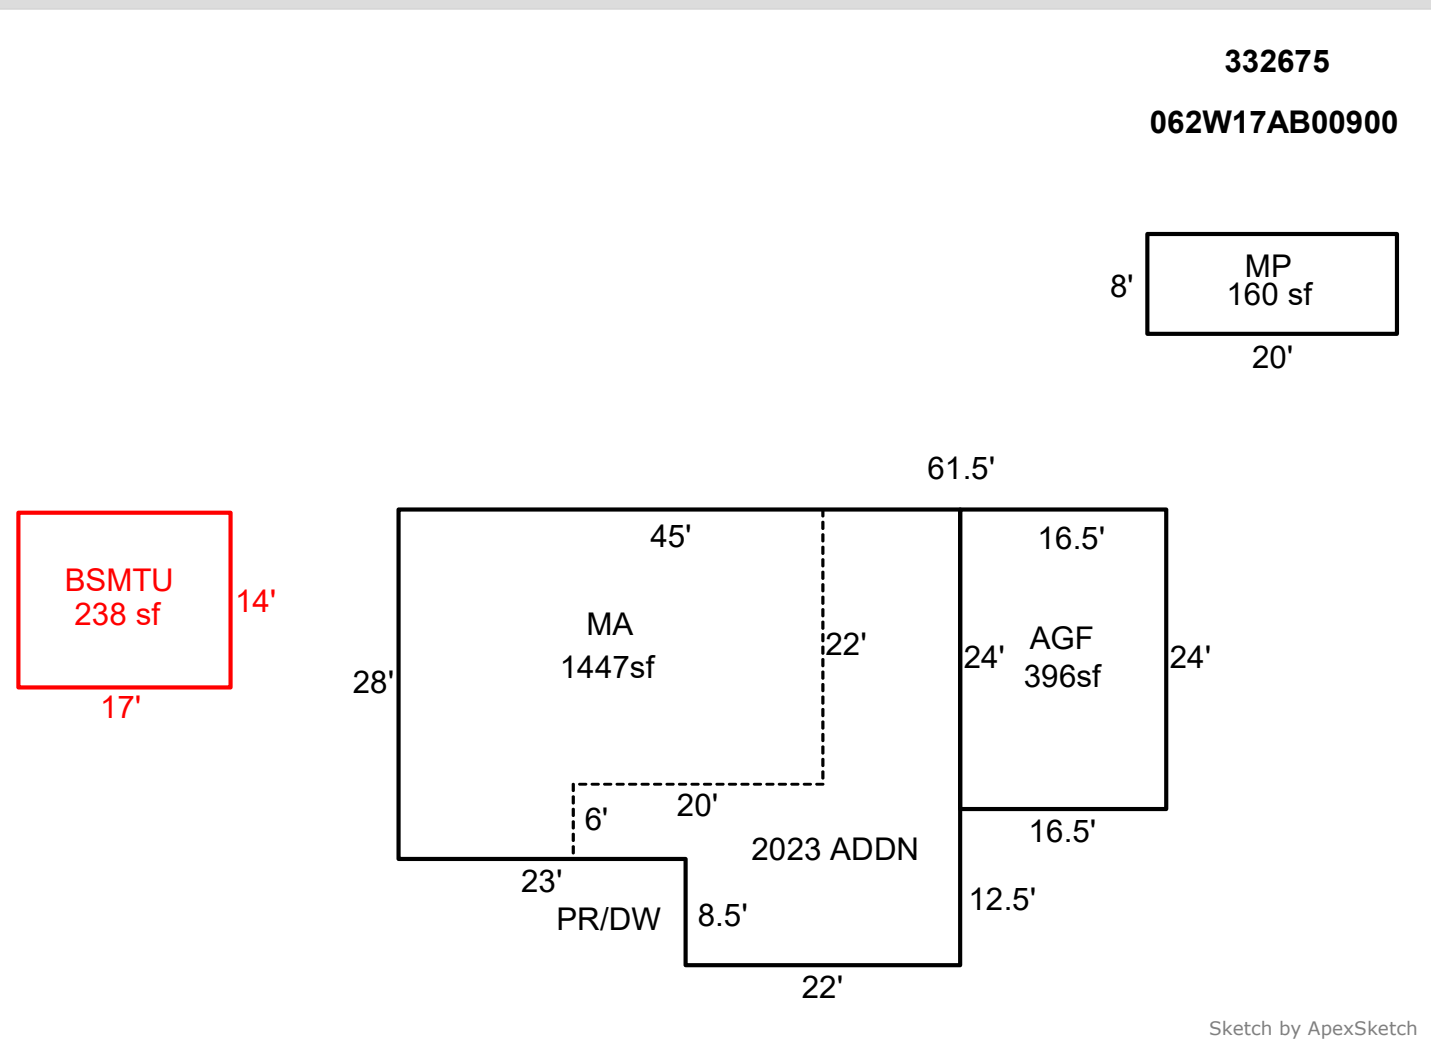 332675
062W17AB00900
MP
8'
160 sf
20'
61.5'
45'
16.5'
BSMTU
14'
238 sf
17'
MA
1447sf
22'
24'
AGF
396sf
24'
28'
20'
6'
16.5'
2023 ADDN
23'
PR/DW
8.5'
12.5'
22'
Sketch by ApexSketch